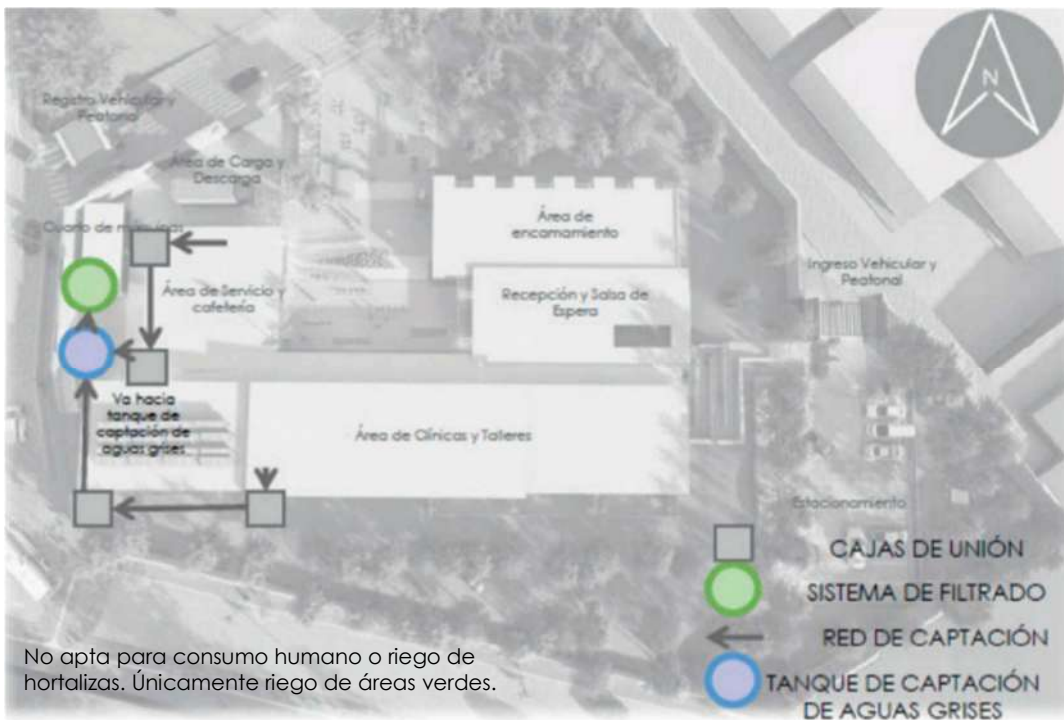 N
Registro Vehicular y
Peatonal
Área de Carga y
Descarga
Cuarto de máquinas
Área de
encamamiento
Ingreso Vehicular y
Peatonal
Área de Servicio y
cafetería
Recepción y Salsa de
Espera
Va hacia
tanque de
captación de
aguas grises
Área de Clínicas y Talleres
Estacionamiento
CAJAS DE UNIÓN
SISTEMA DE FILTRADO
RED DE CAPTACIÓN
TANQUE DE CAPTACIÓN
DE AGUAS GRISES
No apta para consumo humano o riego de
hortalizas. Únicamente riego de áreas verdes.